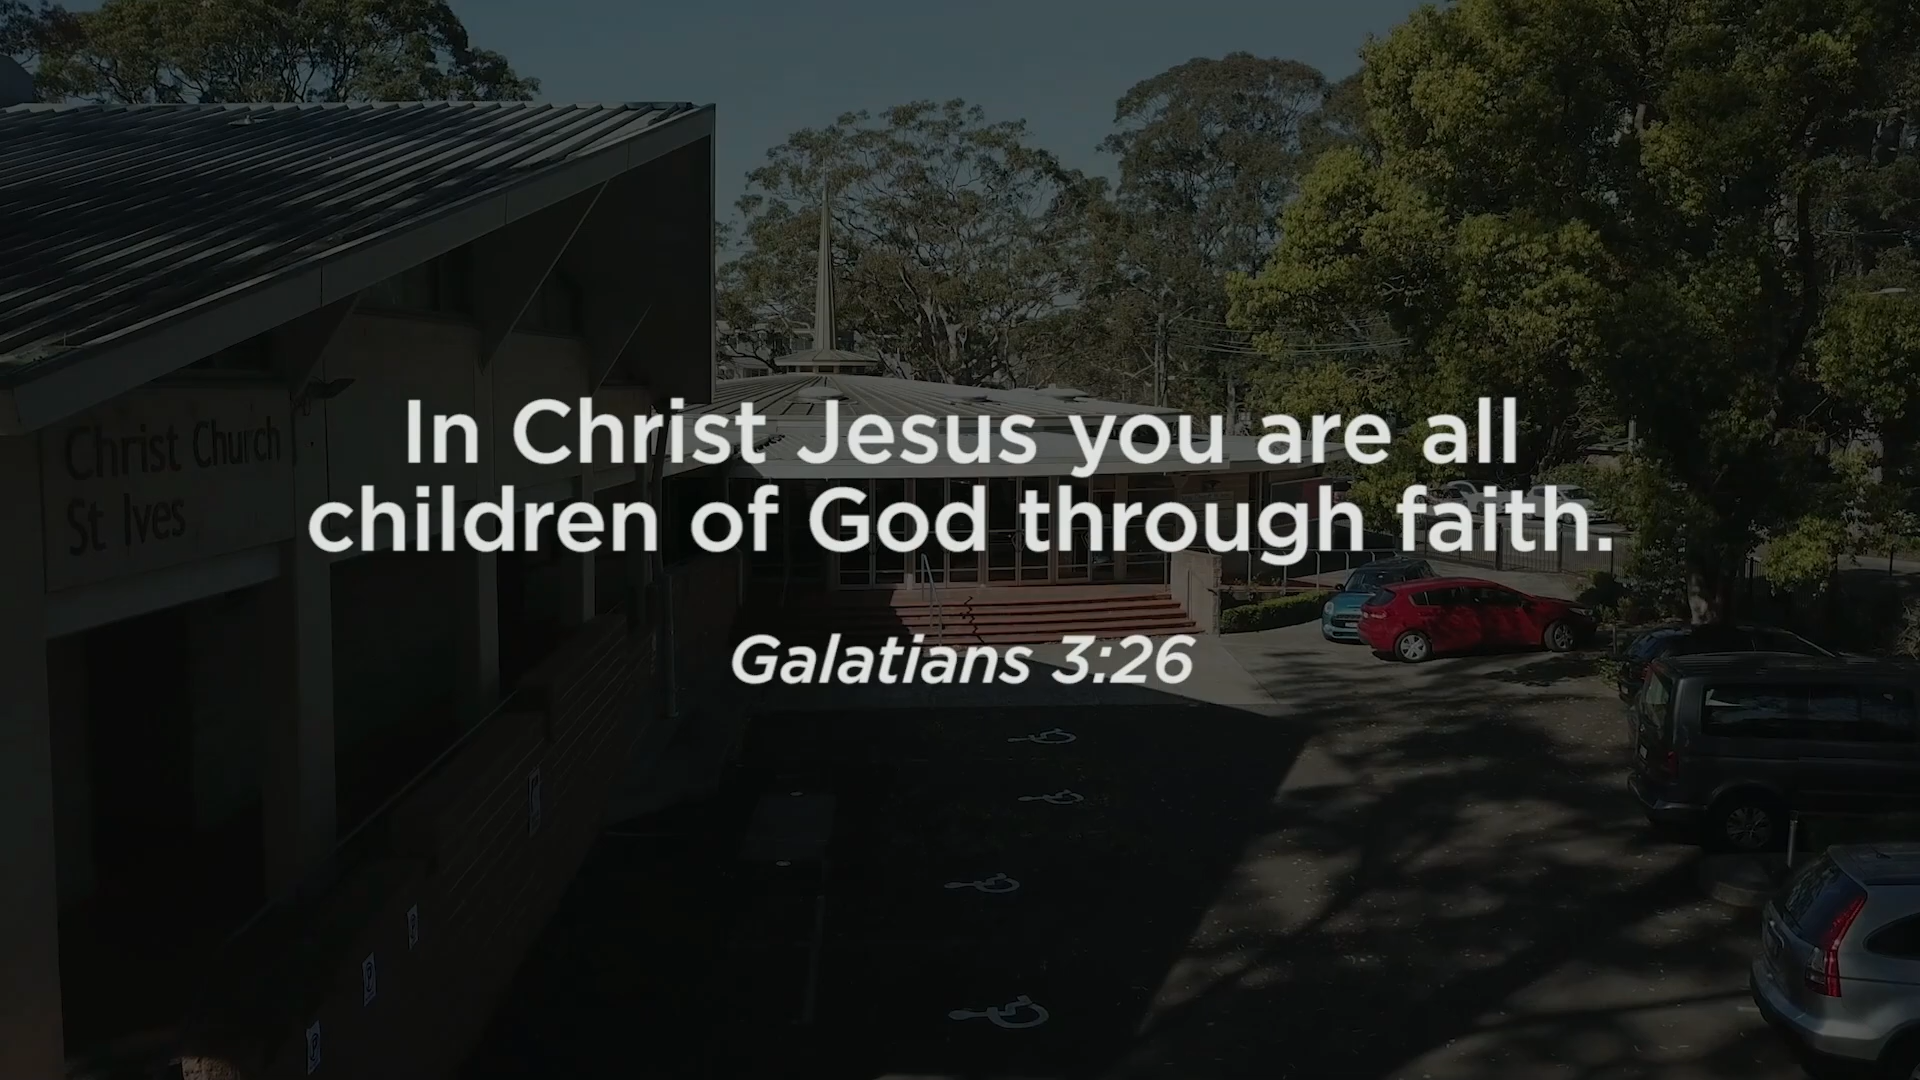 In Christ Jesus you are all
children of God through faith.
Galatians 3:26
Christ Church
St Ives